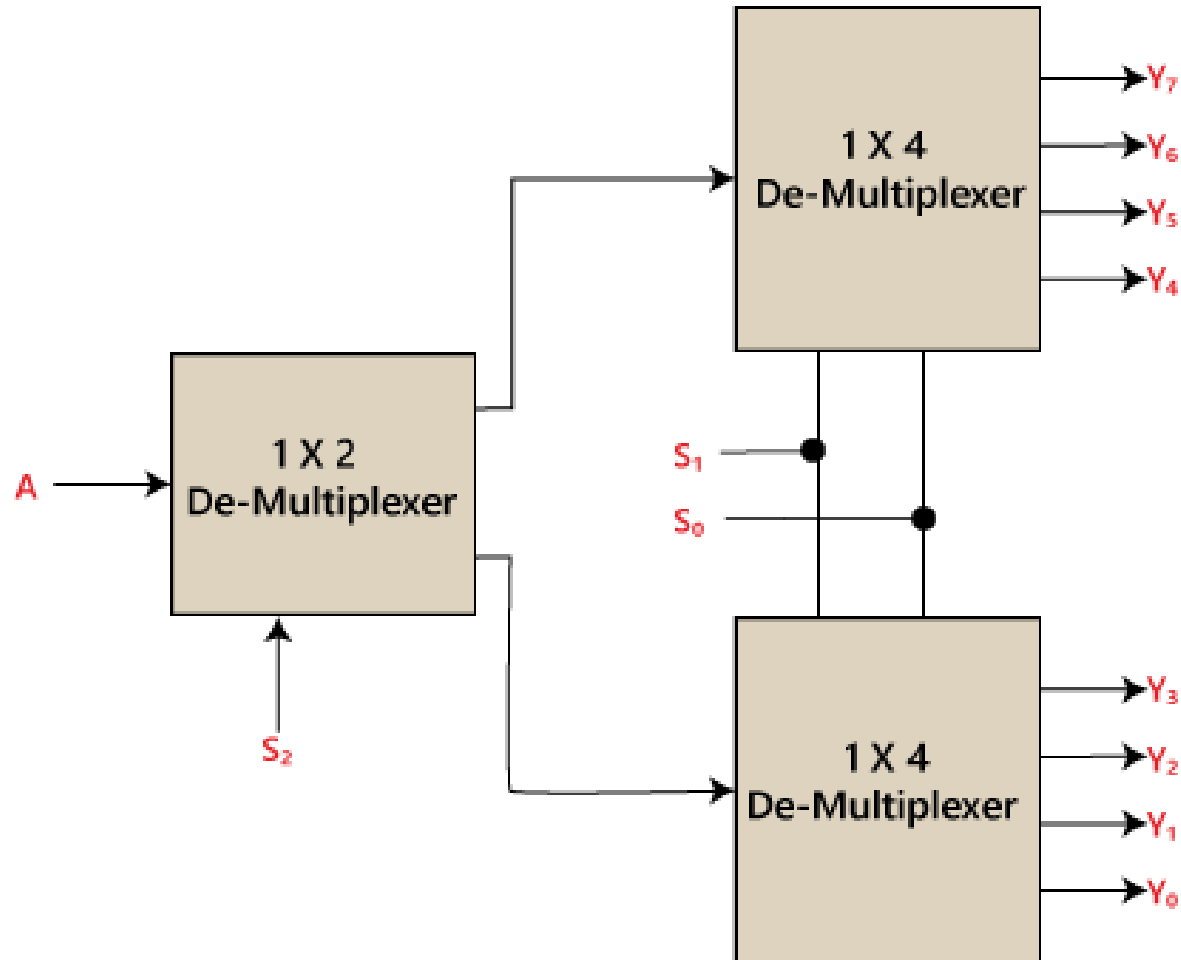 1 X 4
De-Multiplexer
Y₇
Y₆
Y₅
Y₄
A
1 X 2
De-Multiplexer
S₂
S₁
S₀
1 X 4
De-Multiplexer
Y₃
Y₂
Y₁
Y₀